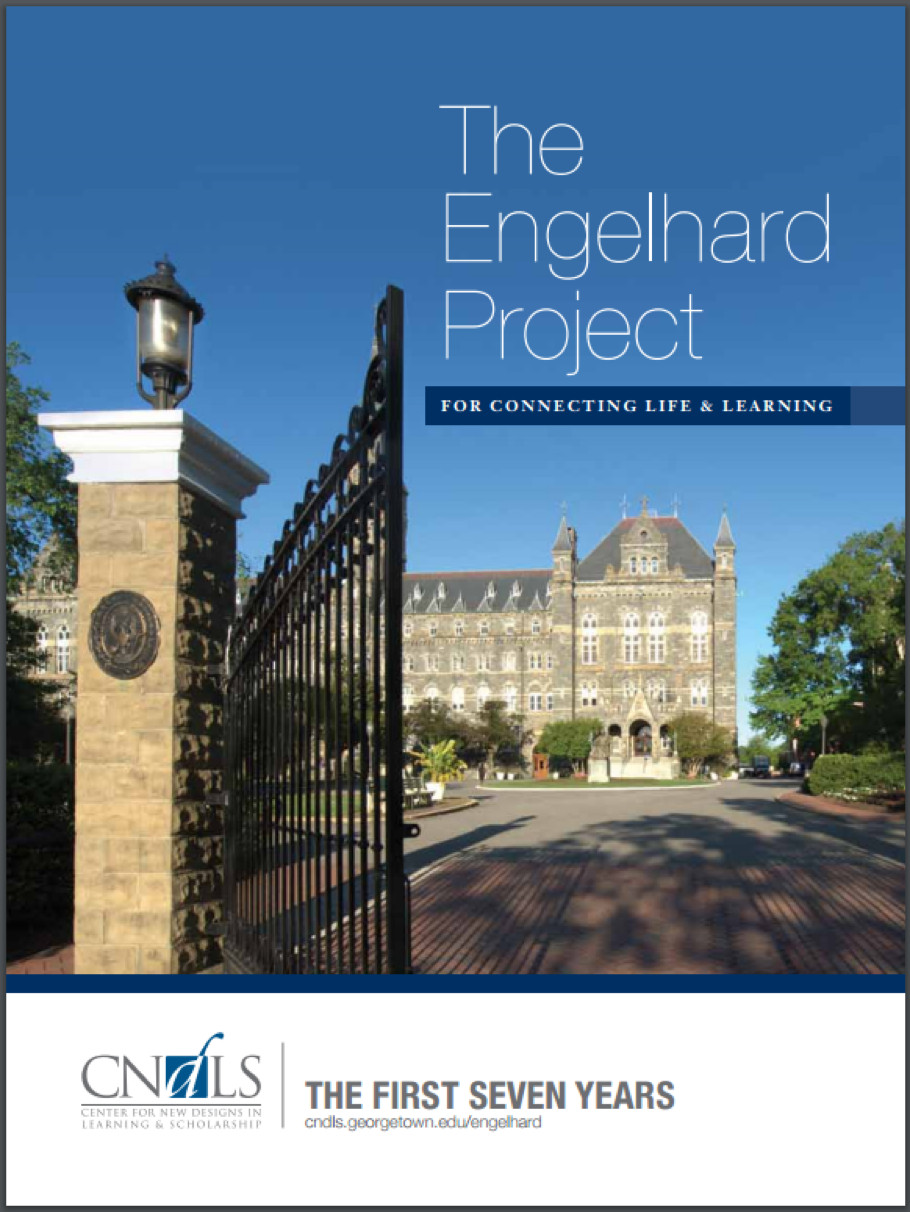 The
Engelhard
Project
FOR CONNECTING LIFE & LEARNING
CNdLS
CENTER FOR NEW DESIGNS IN
LEARNING & SCHOLARSHIP
THE FIRST SEVEN YEARS
cndls.georgetown.edu/engelhard